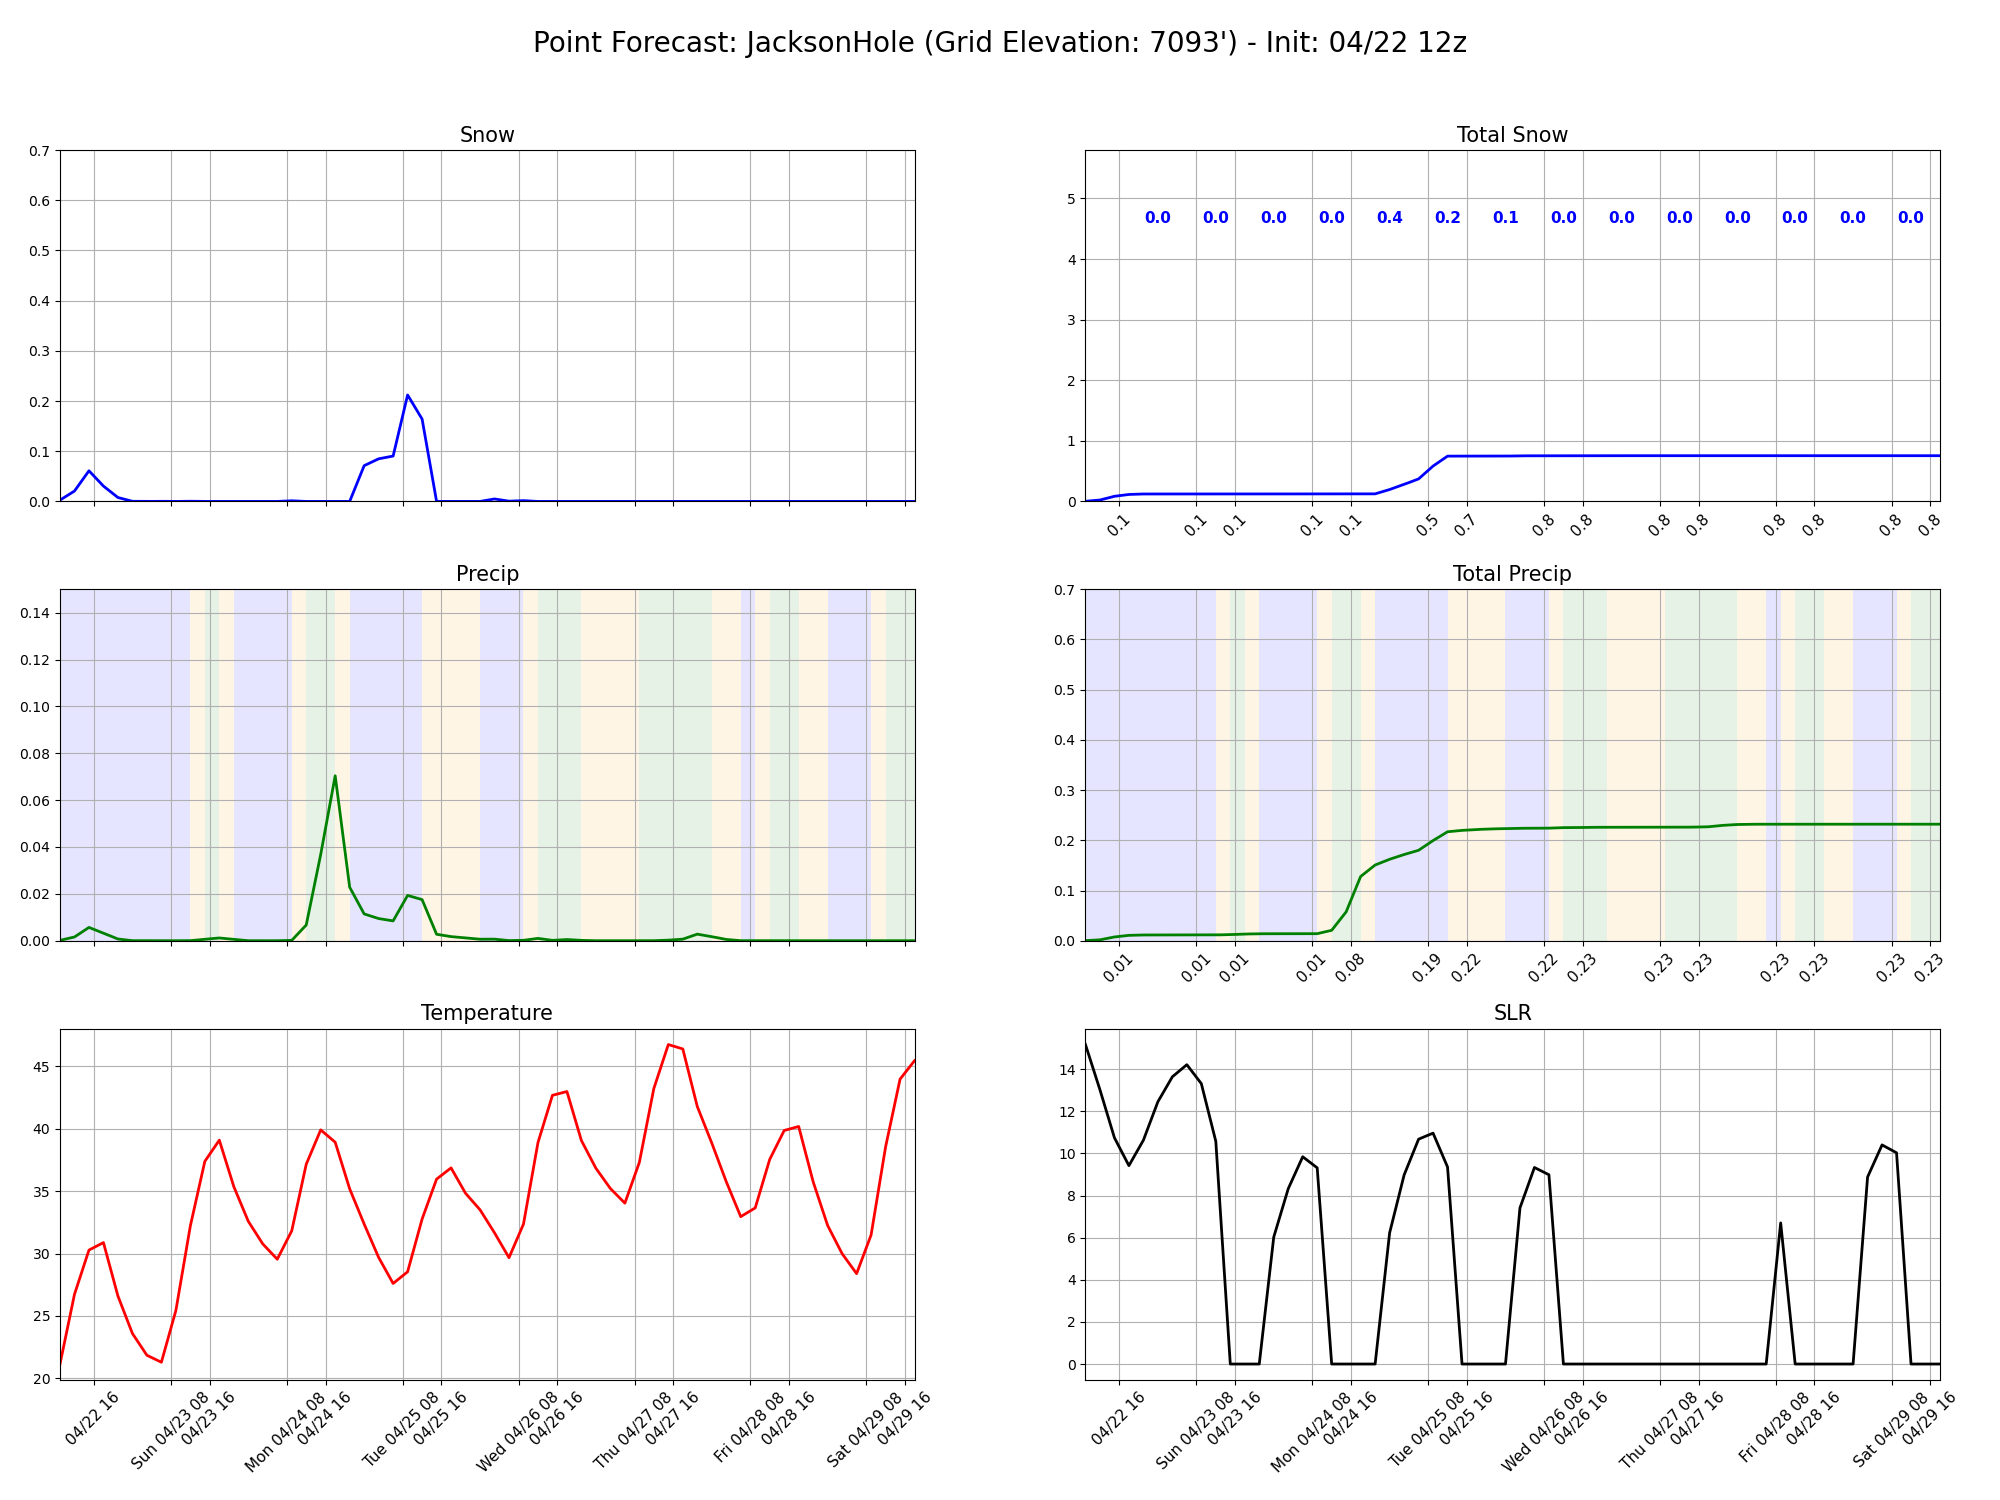 Point Forecast: JacksonHole (Grid Elevation: 7093') - Init: 04/22 12z
Snow
0.7
0.6
0.5
0.4
0.3
0.2
0.1
0.0
Total Snow
5
4
3
2
1
0
0.0 0.0 0.0 0.0 0.4 0.2 0.1 0.0 0.0 0.0 0.0 0.0 0.0 0.0
0.1 0.1 0.1 0.1 0.1 0.5 0.7 0.8 0.8 0.8 0.8 0.8 0.8 0.8 0.8
Precip
0.14
0.12
0.10
0.08
0.06
0.04
0.02
0.00
Total Precip
0.7
0.6
0.5
0.4
0.3
0.2
0.1
0.0
0.01 0.01 0.01 0.01 0.08 0.19 0.22 0.22 0.23 0.23 0.23 0.23 0.23 0.23 0.23
Temperature
45
40
35
30
25
20
04/22 16
Sun 04/23 08
04/23 16
Mon 04/24 08
04/24 16
Tue 04/25 08
04/25 16
Wed 04/26 08
04/26 16
Thu 04/27 08
04/27 16
Fri 04/28 08
04/28 16
Sat 04/29 08
04/29 16
SLR
14
12
10
8
6
4
2
0
04/22 16
Sun 04/23 08
04/23 16
Mon 04/24 08
04/24 16
Tue 04/25 08
04/25 16
Wed 04/26 08
04/26 16
Thu 04/27 08
04/27 16
Fri 04/28 08
04/28 16
Sat 04/29 08
04/29 16